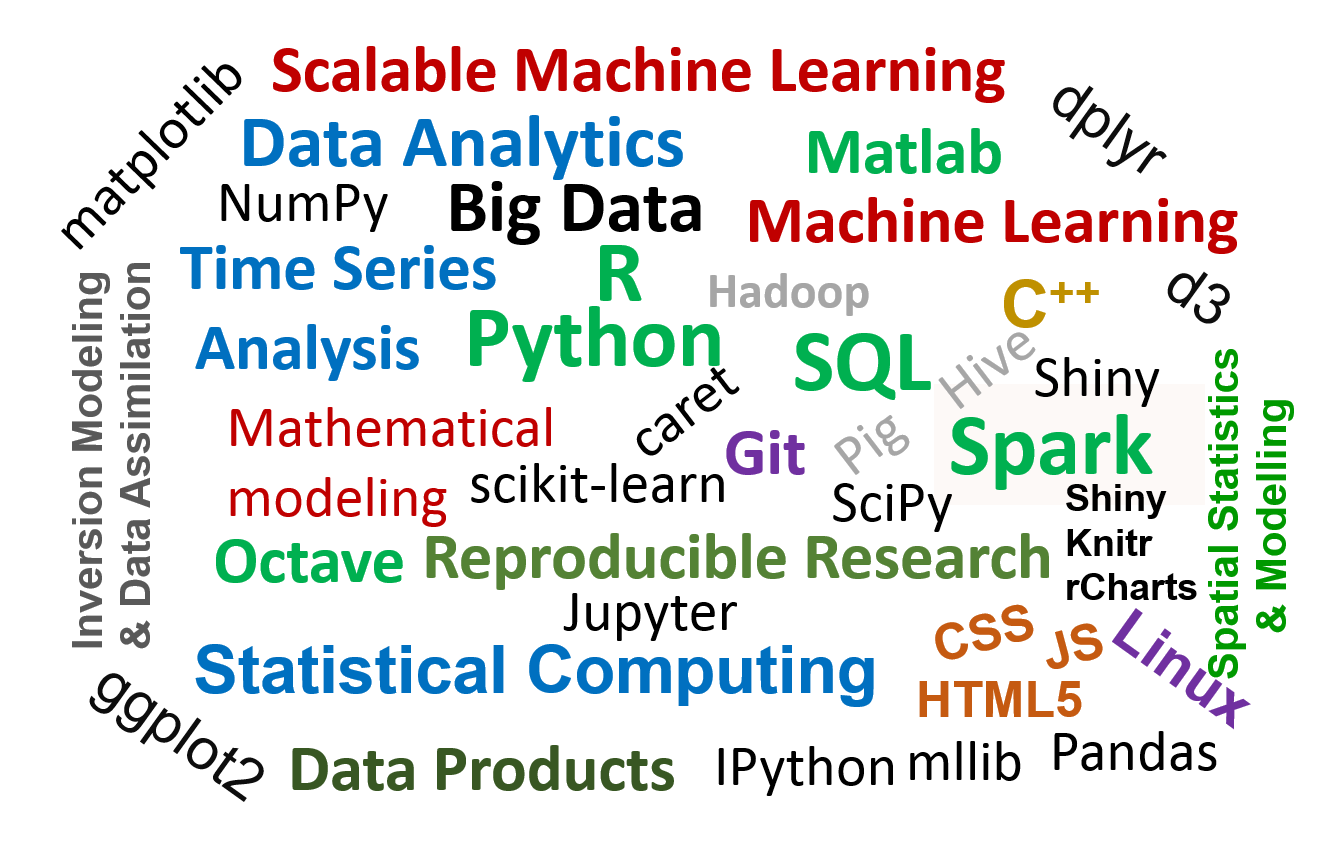 Scalable Machine Learning
matplotlib
dplyr
Data Analytics
Matlab
NumPy
Big Data
Machine Learning
Time Series
R
Hadoop
C++
d3
Analysis
Python
SQL
Hive
Shiny
Inversion Modeling
& Data Assimilation
Mathematical
caret
Git
Pig
Spark
Spatial Statistics
& Modelling
modeling
scikit-learn
SciPy
Shiny
Knitr
rCharts
Octave
Reproducible Research
Jupyter
CSS
JS
Linux
Statistical Computing
HTML5
ggplot2
Data Products
IPython
mllib
Pandas